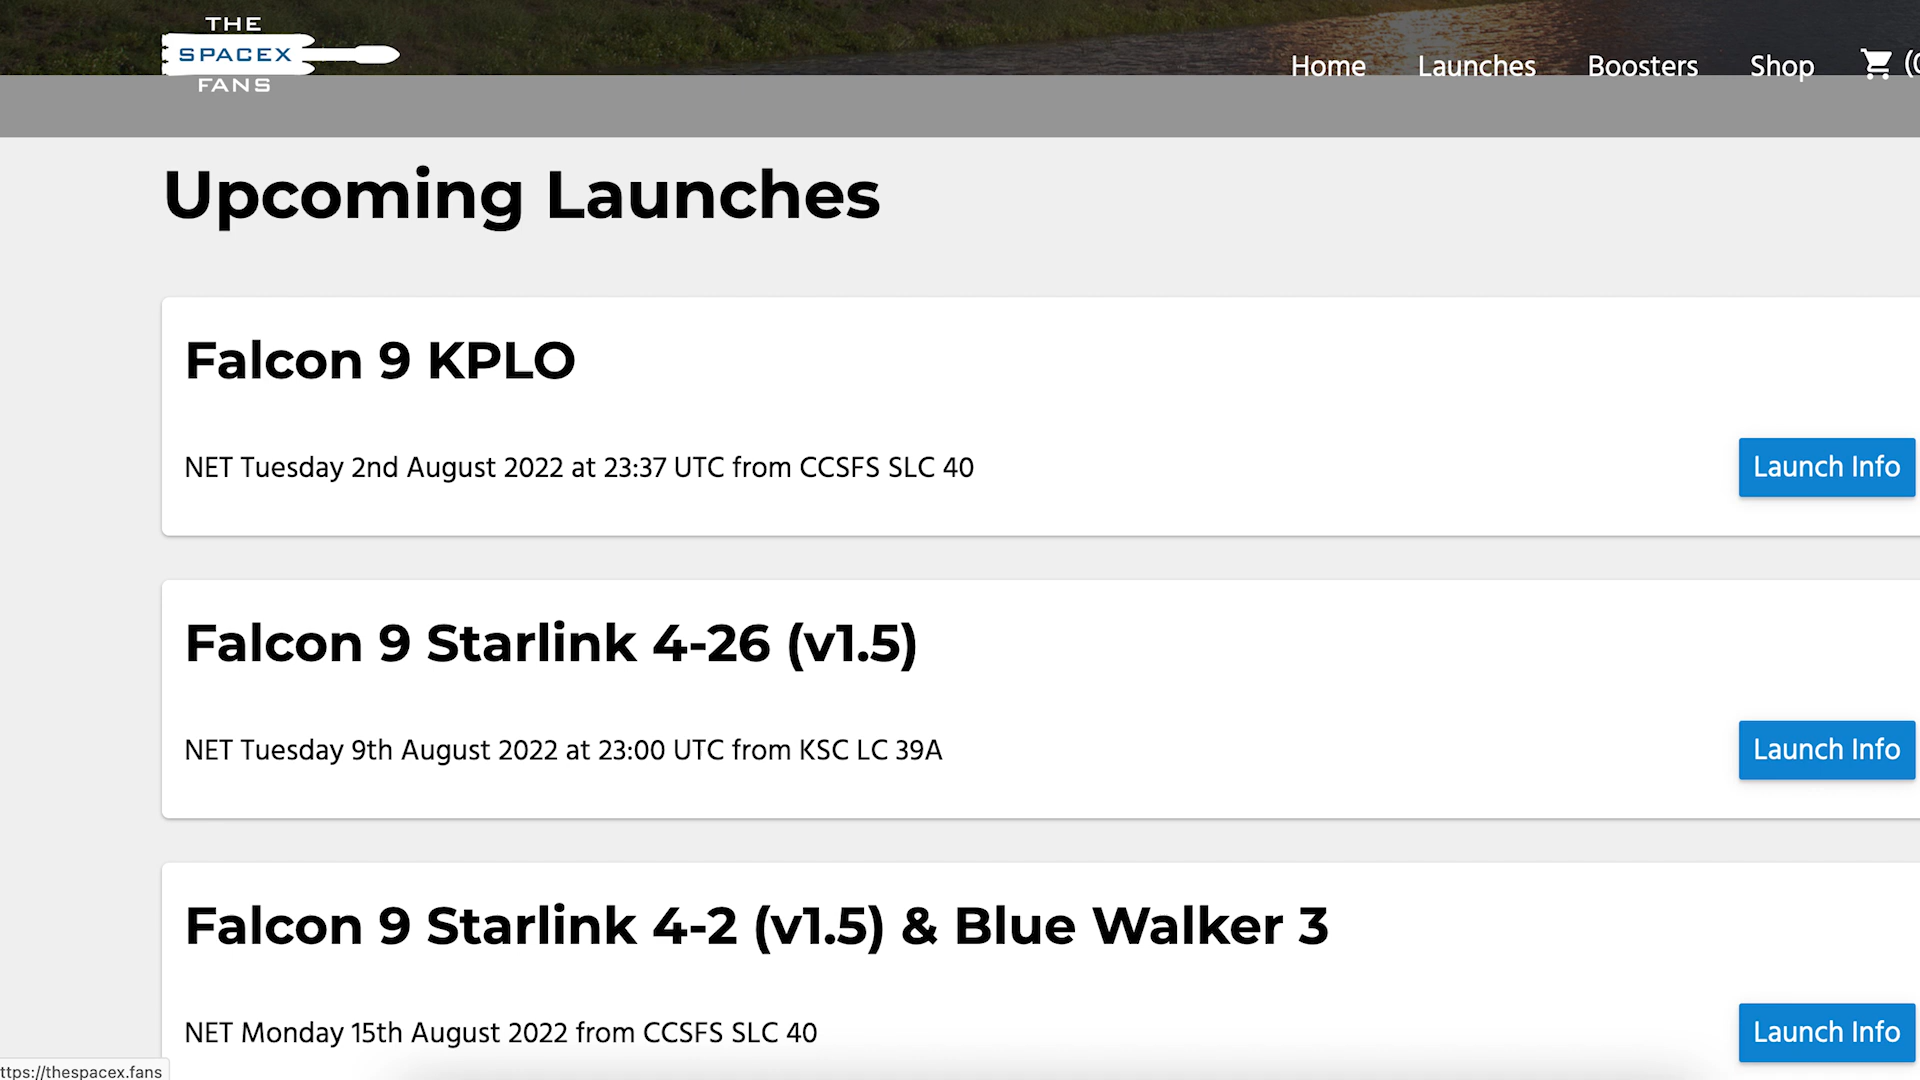 THE
SPACEX
FANS
Home Launches Boosters Shop
Upcoming Launches
Falcon 9 KPLO
NET Tuesday 2nd August 2022 at 23:37 UTC from CCSFS SLC 40
Launch Info
Falcon 9 Starlink 4-26 (v1.5)
NET Tuesday 9th August 2022 at 23:00 UTC from KSC LC 39A
Launch Info
Falcon 9 Starlink 4-2 (v1.5) & Blue Walker 3
NET Monday 15th August 2022 from CCSFS SLC 40
Launch Info
ttps://thespacex.fans